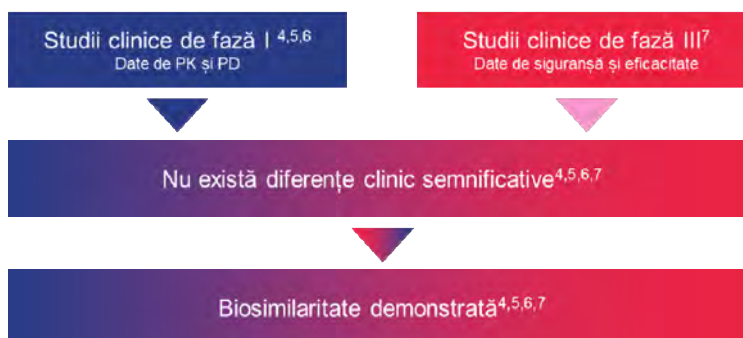 Studii clinice de fază I 4,5,6
Date de PK și PD
Studii clinice de fază III7
Date de siguranșă și eficacitate
Nu există diferențe clinic semnificative4,5,6,7
Biosimilaritate demonstrată4,5,6,7